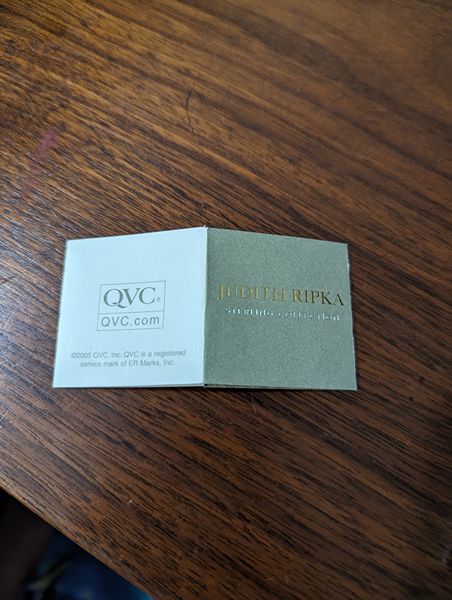 QVC®
QVC.com
©2005 QVC, Inc. QVC is a registered
service mark of ER Marks, Inc.
JUDITH RIPKA
STERLING COLLECTION